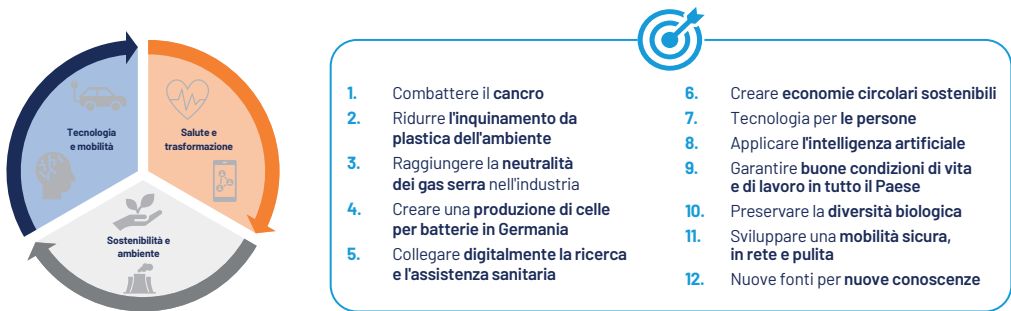 Tecnologia
e mobilità
Salute e
trasformazione
Sostenibilità e
ambiente
1. Combattere il cancro
2. Ridurre l'inquinamento da
plastica dell'ambiente
3. Raggiungere la neutralità
dei gas serra nell'industria
4. Creare una produzione di celle
per batterie in Germania
5. Collegare digitalmente la ricerca
e l'assistenza sanitaria
6. Creare economie circolari sostenibili
7. Tecnologia per le persone
8. Applicare l'intelligenza artificiale
9. Garantire buone condizioni di vita
e di lavoro in tutto il Paese
10. Preservare la diversità biologica
11. Sviluppare una mobilità sicura,
in rete e pulita
12. Nuove fonti per nuove conoscenze